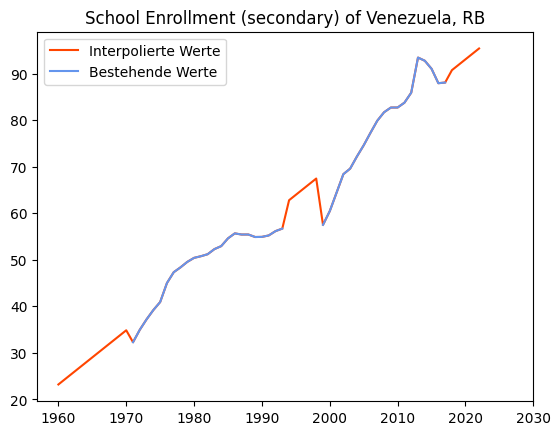 School Enrollment (secondary) of Venezuela, RB
Interpolierte Werte
Bestehende Werte
90
80
70
60
50
40
30
20
1960 1970 1980 1990 2000 2010 2020 2030